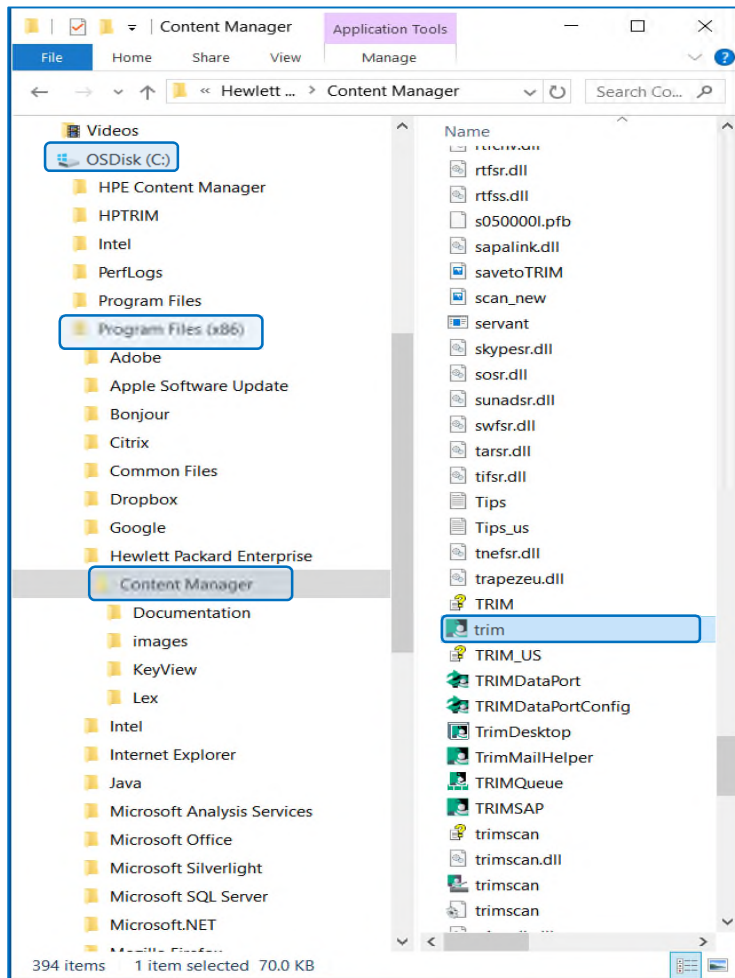 Content Manager
Application Tools
File
Home
Share
View
Manage
« Hewlett ... > Content Manager
Search Co...
Videos
OSDisk (C:)
HPE Content Manager
HPTRIM
Intel
PerfLogs
Program Files
Program Files (x86)
Adobe
Apple Software Update
Bonjour
Citrix
Common Files
Dropbox
Google
Hewlett Packard Enterprise
Content Manager
Documentation
images
KeyView
Lex
Intel
Internet Explorer
Java
Microsoft Analysis Services
Microsoft Office
Microsoft Silverlight
Microsoft SQL Server
Microsoft.NET
Name
rtfsr.dll
rtfss.dll
s050000l.pfb
sapalink.dll
savetoTRIM
scan_new
servant
skypesr.dll
sosr.dll
sunadsr.dll
swfsr.dll
tarsr.dll
tifsr.dll
Tips
Tips_us
tnefsr.dll
trapezeu.dll
TRIM
trim
TRIM_US
TRIMDataPort
TRIMDataPortConfig
TrimDesktop
TrimMailHelper
TRIMQueue
TRIMSAP
trimscan
trimscan.dll
trimscan
trimscan
394 items
1 item selected 70.0 KB